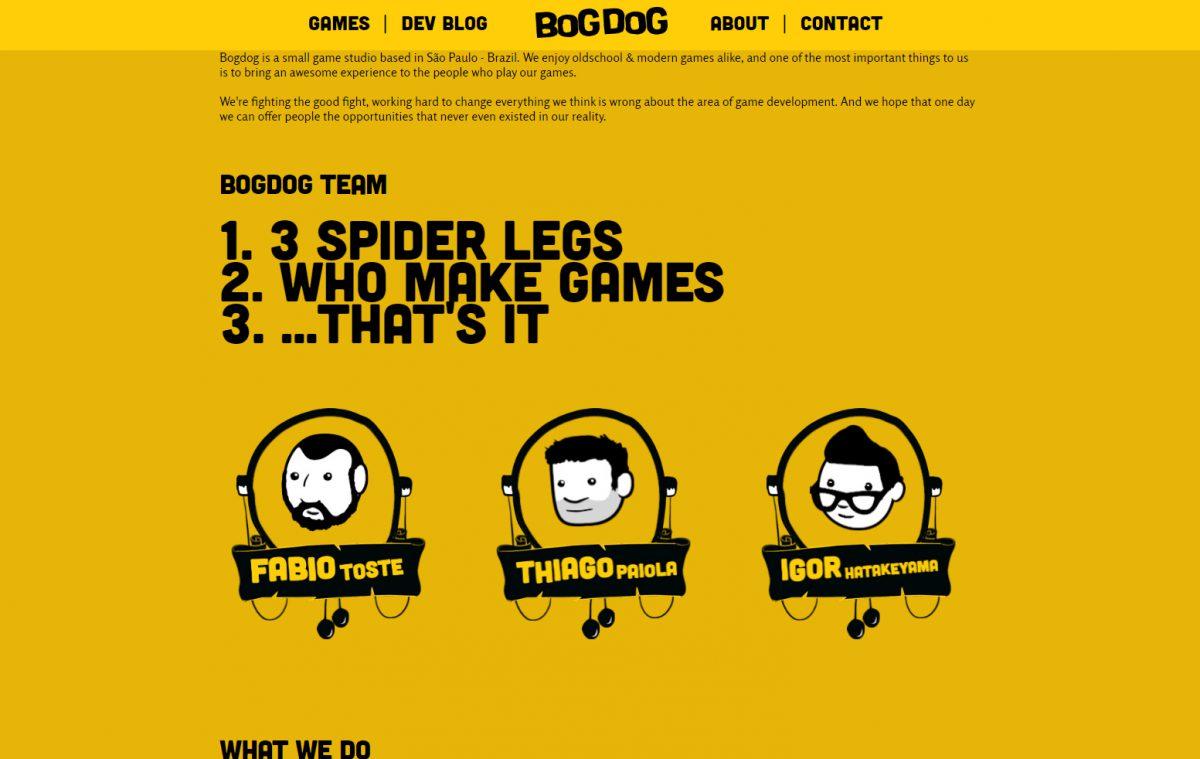 GAMES | DEV BLOG BOGDOG ABOUT | CONTACT
Bogdog is a small game studio based in São Paulo - Brazil. We enjoy oldschool & modern games alike, and one of the most important things to us
is to bring an awesome experience to the people who play our games.
We're fighting the good fight, working hard to change everything we think is wrong about the area of game development. And we hope that one day
we can offer people the opportunities that never even existed in our reality.
BOGDOG TEAM
1. 3 SPIDER LEGS
2. WHO MAKE GAMES
3. ...THAT'S IT
FABIO TOSTE
THIAGO PAIOLA
IGOR HATAKEYAMA
WHAT WE DO